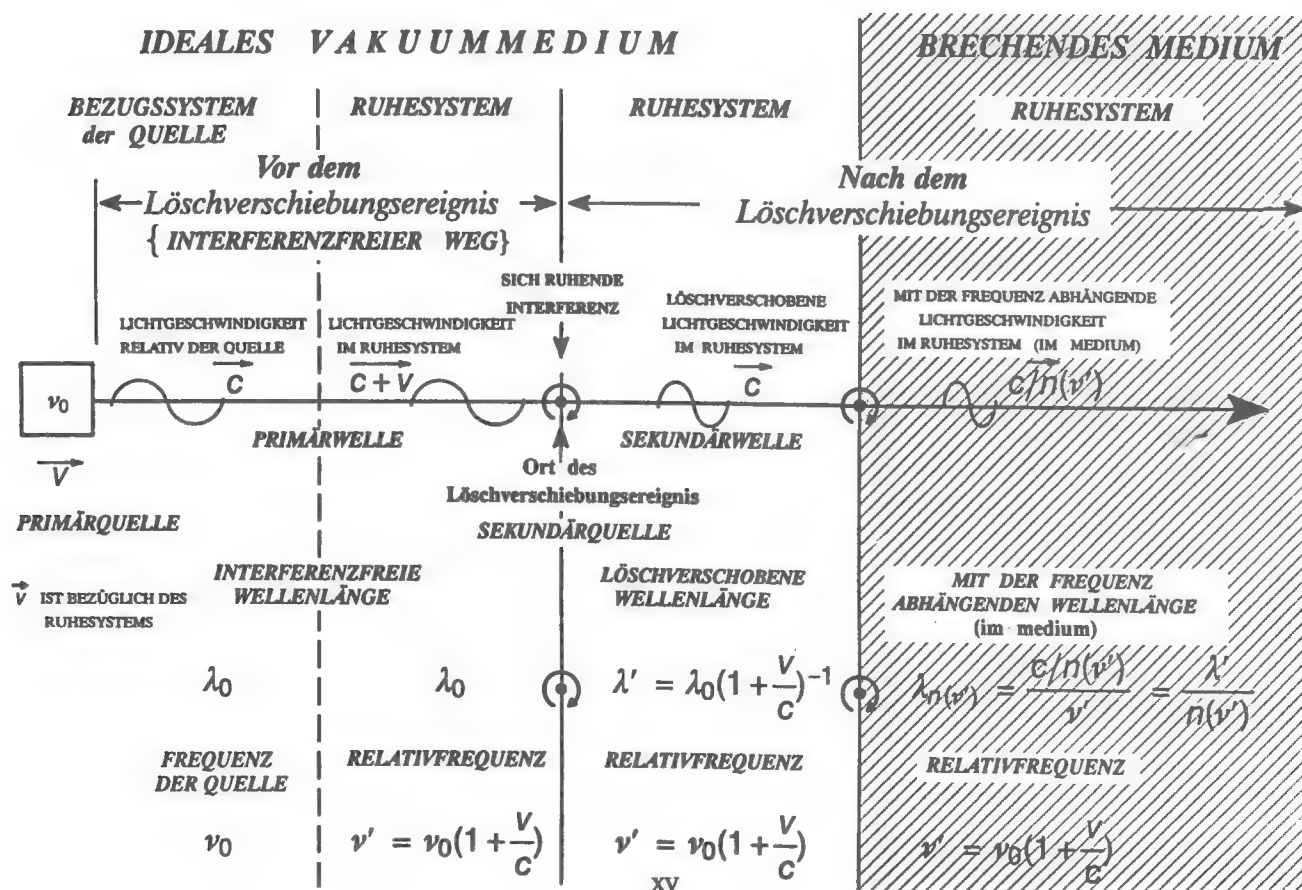 IDEALES VAKUUMMEDIUM
BRECHENDES MEDIUM
BEZUGSSYSTEM
der QUELLE
RUHESYSTEM
RUHESYSTEM
RUHESYSTEM
Vor dem
Löschverschiebungsereignis
{ INTERFERENZFREIER WEG}
Nach dem
Löschverschiebungsereignis
SICH RUHENDE
INTERFERENZ
LICHTGESCHWINDIGKEIT
RELATIV DER QUELLE
C
LICHTGESCHWINDIGKEIT
IM RUHESYSTEM
C + V
LÖSCHVERSCHOBENE
LICHTGESCHWINDIGKEIT
IM RUHESYSTEM
C
MIT DER FREQUENZ ABHÄNGENDE
LICHTGESCHWINDIGKEIT
IM RUHESYSTEM (IM MEDIUM)
c/n(ν')
ν₀
V
PRIMÄRWELLE
SEKUNDÄRWELLE
Ort des
Löschverschiebungsereignis
SEKUNDÄRQUELLE
PRIMÄRQUELLE
V IST BEZÜGLICH DES
RUHESYSTEMS
INTERFERENZFREIE
WELLENLÄNGE
LÖSCHVERSCHOBENE
WELLENLÄNGE
MIT DER FREQUENZ
ABHÄNGENDEN WELLENLÄNGE
(im medium)
λ₀
λ₀
λ' = λ₀(1 + V/C)⁻¹
λn(ν') = c/n(ν')/ν' = λ'/n(ν')
FREQUENZ
DER QUELLE
RELATIVFREQUENZ
RELATIVFREQUENZ
RELATIVFREQUENZ
ν₀
ν' = ν₀(1 + V/C)
ν' = ν₀(1 + V/C)
ν' = ν₀(1 + V/C)
XV